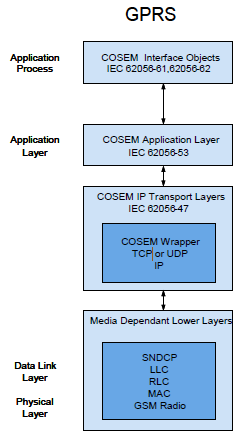 GPRS
Application
Process
COSEM Interface Objects
IEC 62056-61,62056-62
Application
Layer
COSEM Application Layer
IEC 62056-53
COSEM IP Transport Layers
IEC 62056-47
COSEM Wrapper
TCP or UDP
IP
Media Dependant Lower Layers
Data Link
Layer
Physical
Layer
SNDCP
LLC
RLC
MAC
GSM Radio